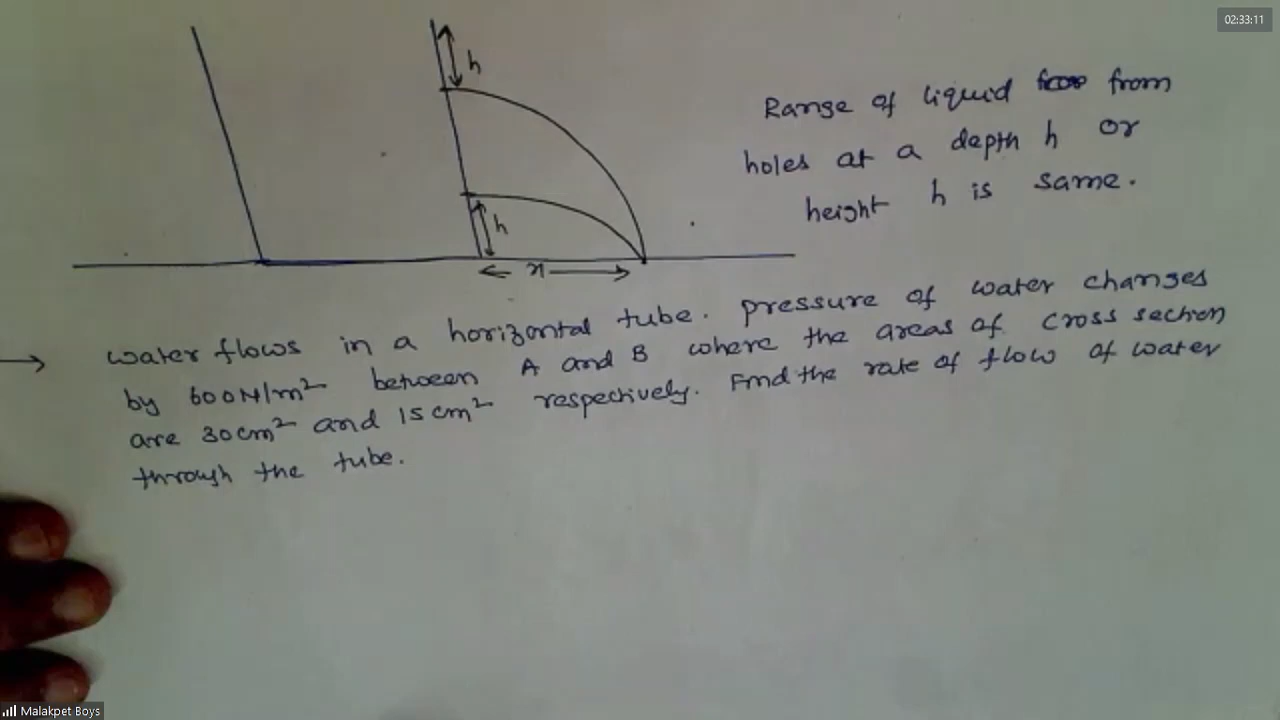 02:33:11
h
Range of liquid from
holes at a depth h or
height h is same.
h
x
→ water flows in a horizontal tube. pressure of water changes
by 600N/m² between A and B where the areas of cross section
are 30cm² and 15cm² respectively. Find the rate of flow of water
through the tube.
Malakpet Boys